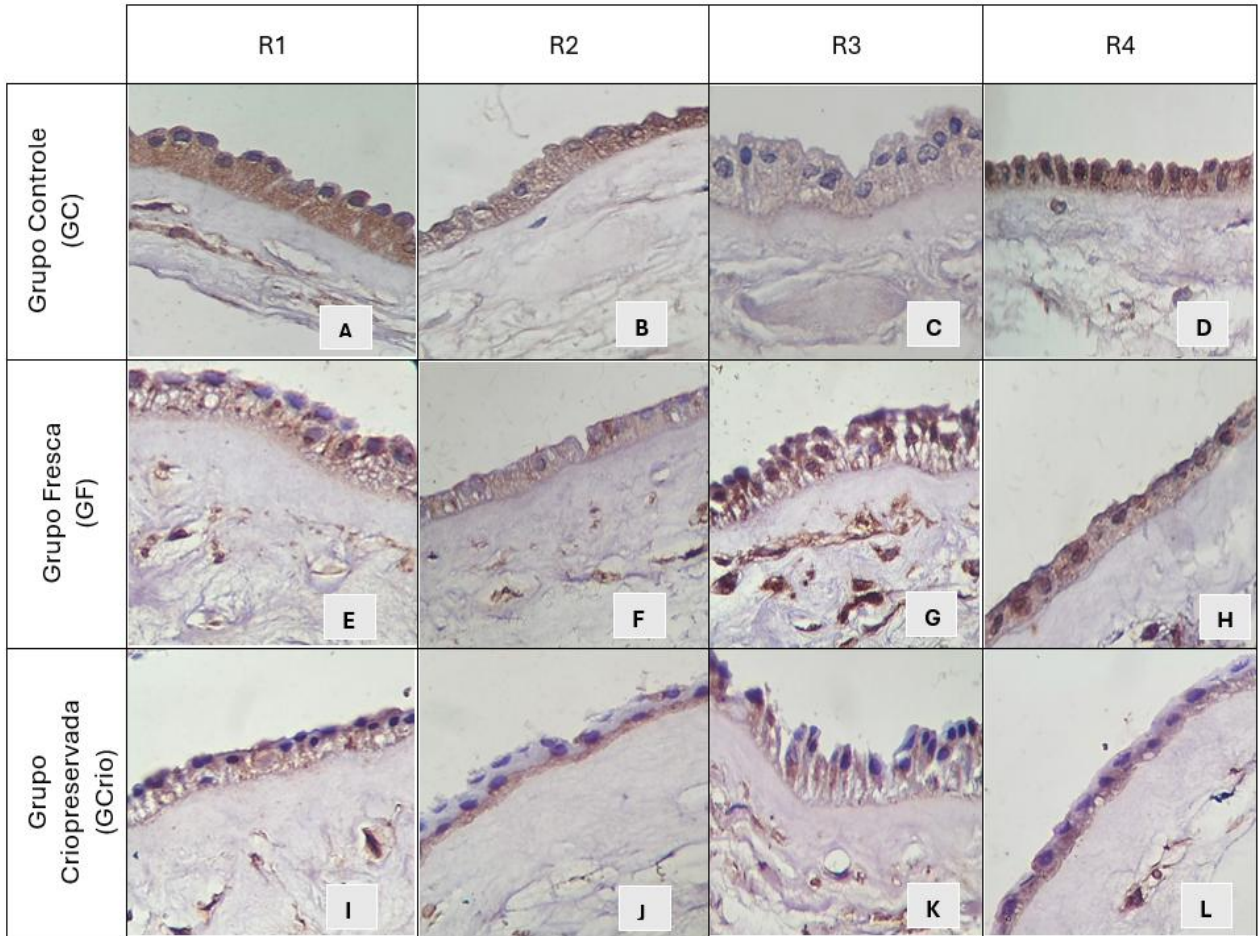 R1
R2
R3
R4
Grupo Controle
(GC)
A
B
C
D
Grupo Fresca
(GF)
E
F
G
H
Grupo
Criopreservada
(GCrio)
I
J
K
L